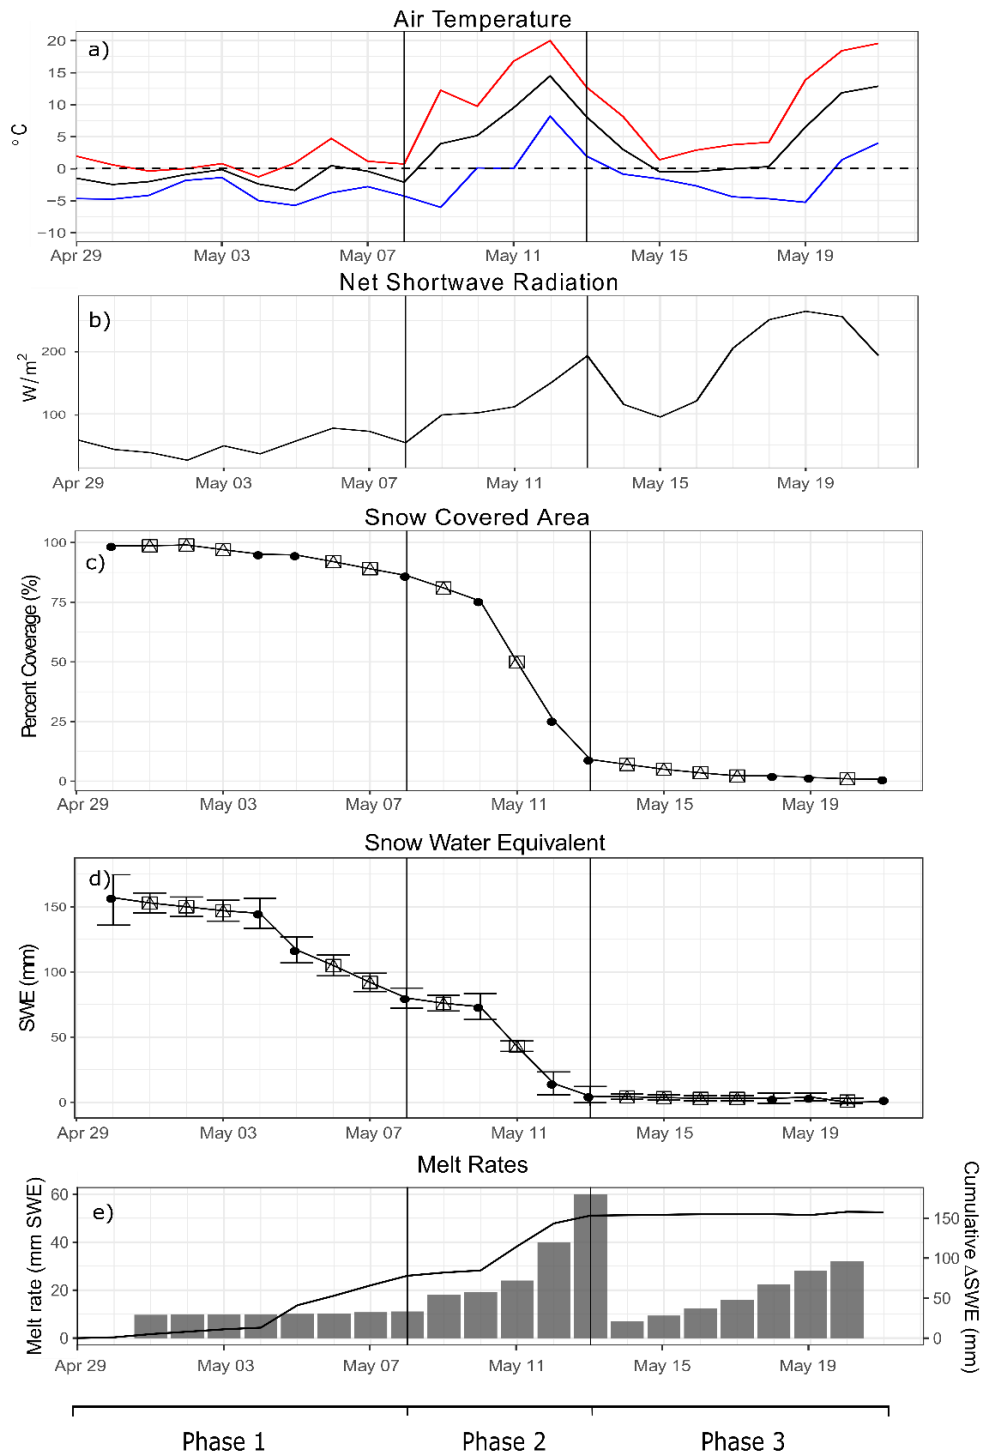 Air Temperature
a)
°C
20
15
10
5
0
−5
−10
Apr 29 May 03 May 07 May 11 May 15 May 19
Net Shortwave Radiation
b)
W/m²
200
100
Apr 29 May 03 May 07 May 11 May 15 May 19
Snow Covered Area
c)
Percent Coverage (%)
100
75
50
25
0
Apr 29 May 03 May 07 May 11 May 15 May 19
Snow Water Equivalent
d)
SWE (mm)
150
100
50
0
Apr 29 May 03 May 07 May 11 May 15 May 19
Melt Rates
e)
Melt rate (mm SWE)
60
40
20
0
Cumulative ΔSWE (mm)
150
100
50
0
Apr 29 May 03 May 07 May 11 May 15 May 19
Phase 1 Phase 2 Phase 3